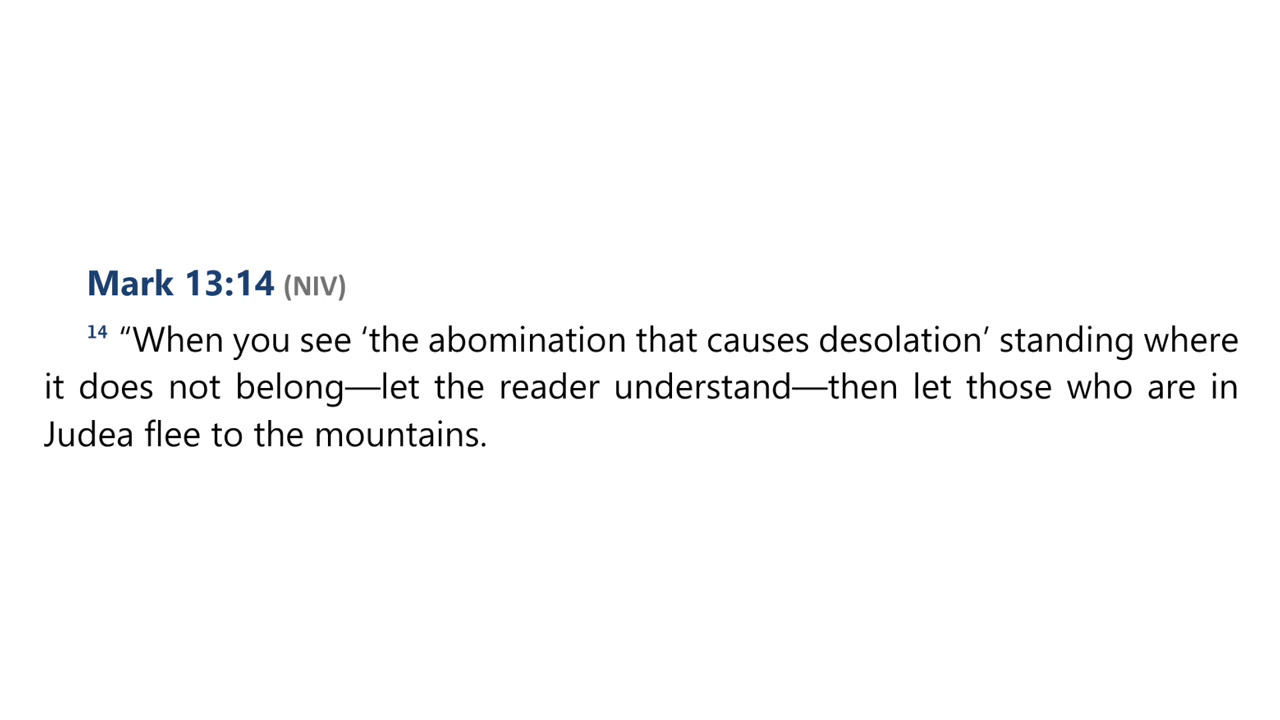 Mark 13:14 (NIV)
14 “When you see ‘the abomination that causes desolation’ standing where
it does not belong—let the reader understand—then let those who are in
Judea flee to the mountains.